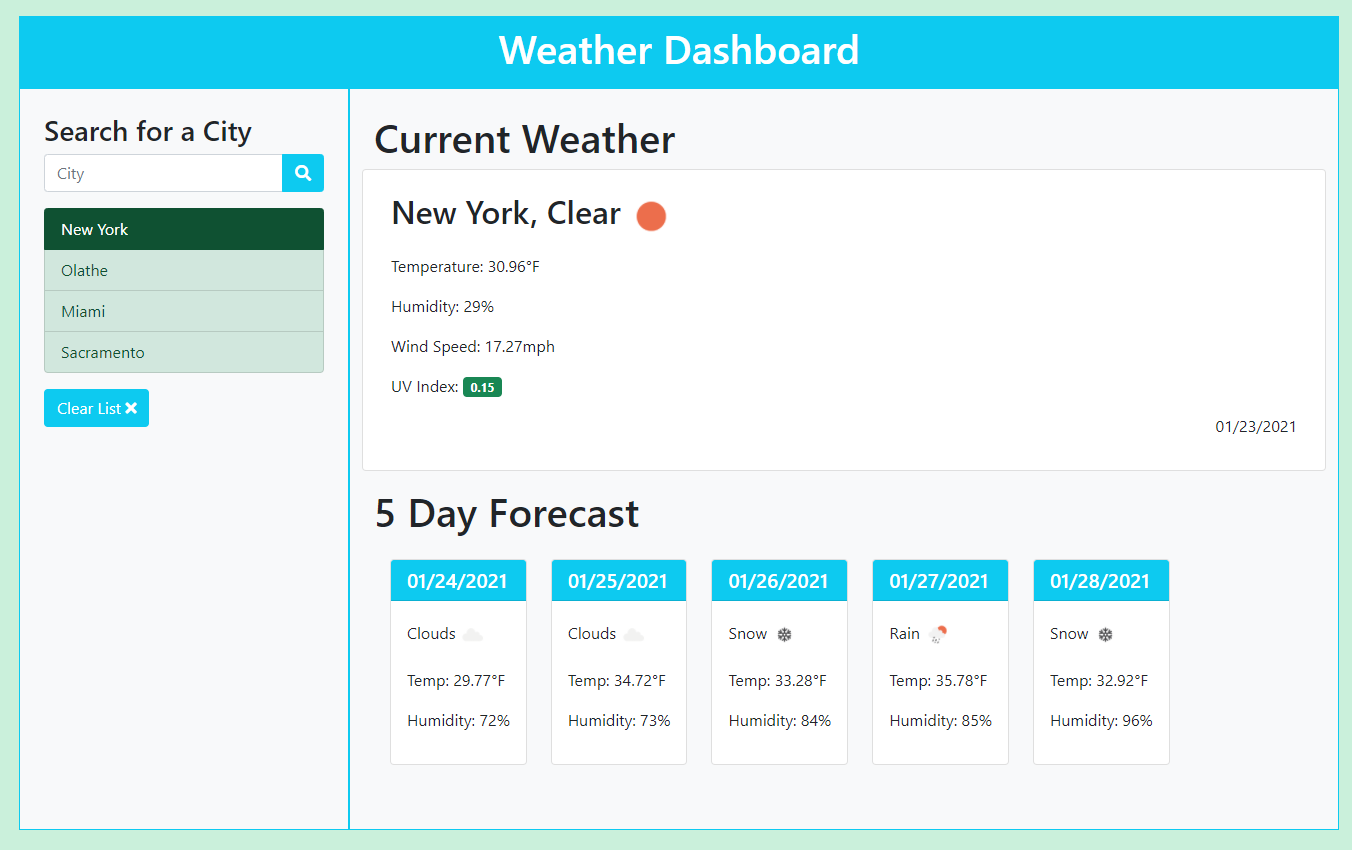 Weather Dashboard
Search for a City
City
New York
Olathe
Miami
Sacramento
Clear List
Current Weather
New York, Clear
Temperature: 30.96°F
Humidity: 29%
Wind Speed: 17.27mph
UV Index: 0.15
01/23/2021
5 Day Forecast
01/24/2021
Clouds
Temp: 29.77°F
Humidity: 72%
01/25/2021
Clouds
Temp: 34.72°F
Humidity: 73%
01/26/2021
Snow
Temp: 33.28°F
Humidity: 84%
01/27/2021
Rain
Temp: 35.78°F
Humidity: 85%
01/28/2021
Snow
Temp: 32.92°F
Humidity: 96%